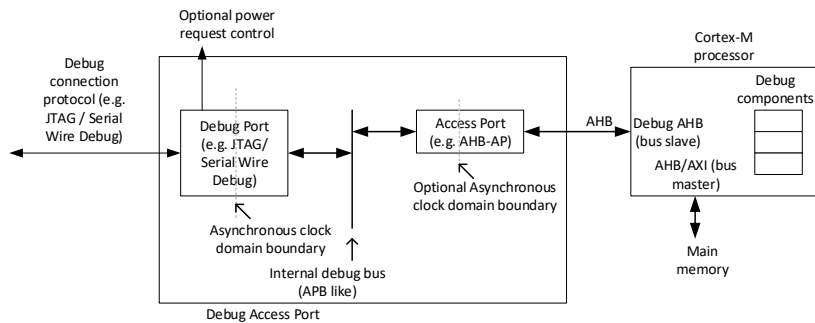 Optional power
request control
Debug
connection
protocol (e.g.
JTAG / Serial
Wire Debug)
Debug Port
(e.g. JTAG/
Serial Wire
Debug)
Asynchronous clock
domain boundary
Internal debug bus
(APB like)
Access Port
(e.g. AHB-AP)
Optional Asynchronous
clock domain boundary
Debug Access Port
AHB
Cortex-M
processor
Debug
components
Debug AHB
(bus slave)
AHB/AXI (bus
master)
Main
memory